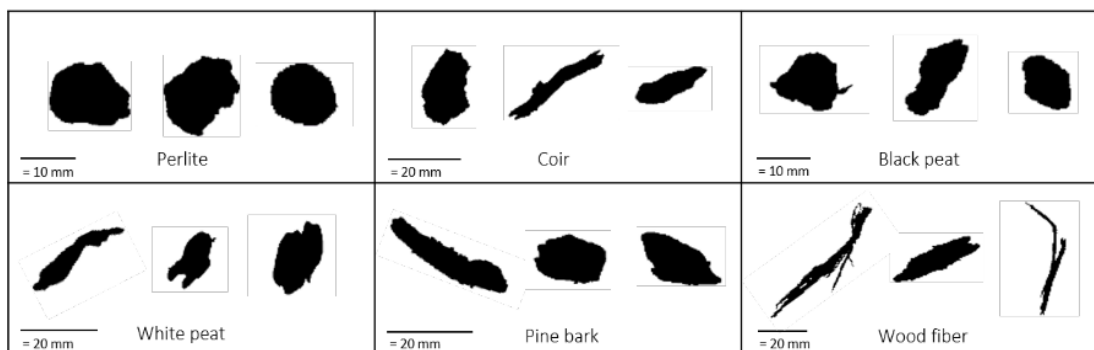 Perlite
= 10 mm
Coir
= 20 mm
Black peat
= 10 mm
White peat
= 20 mm
Pine bark
= 20 mm
Wood fiber
= 20 mm